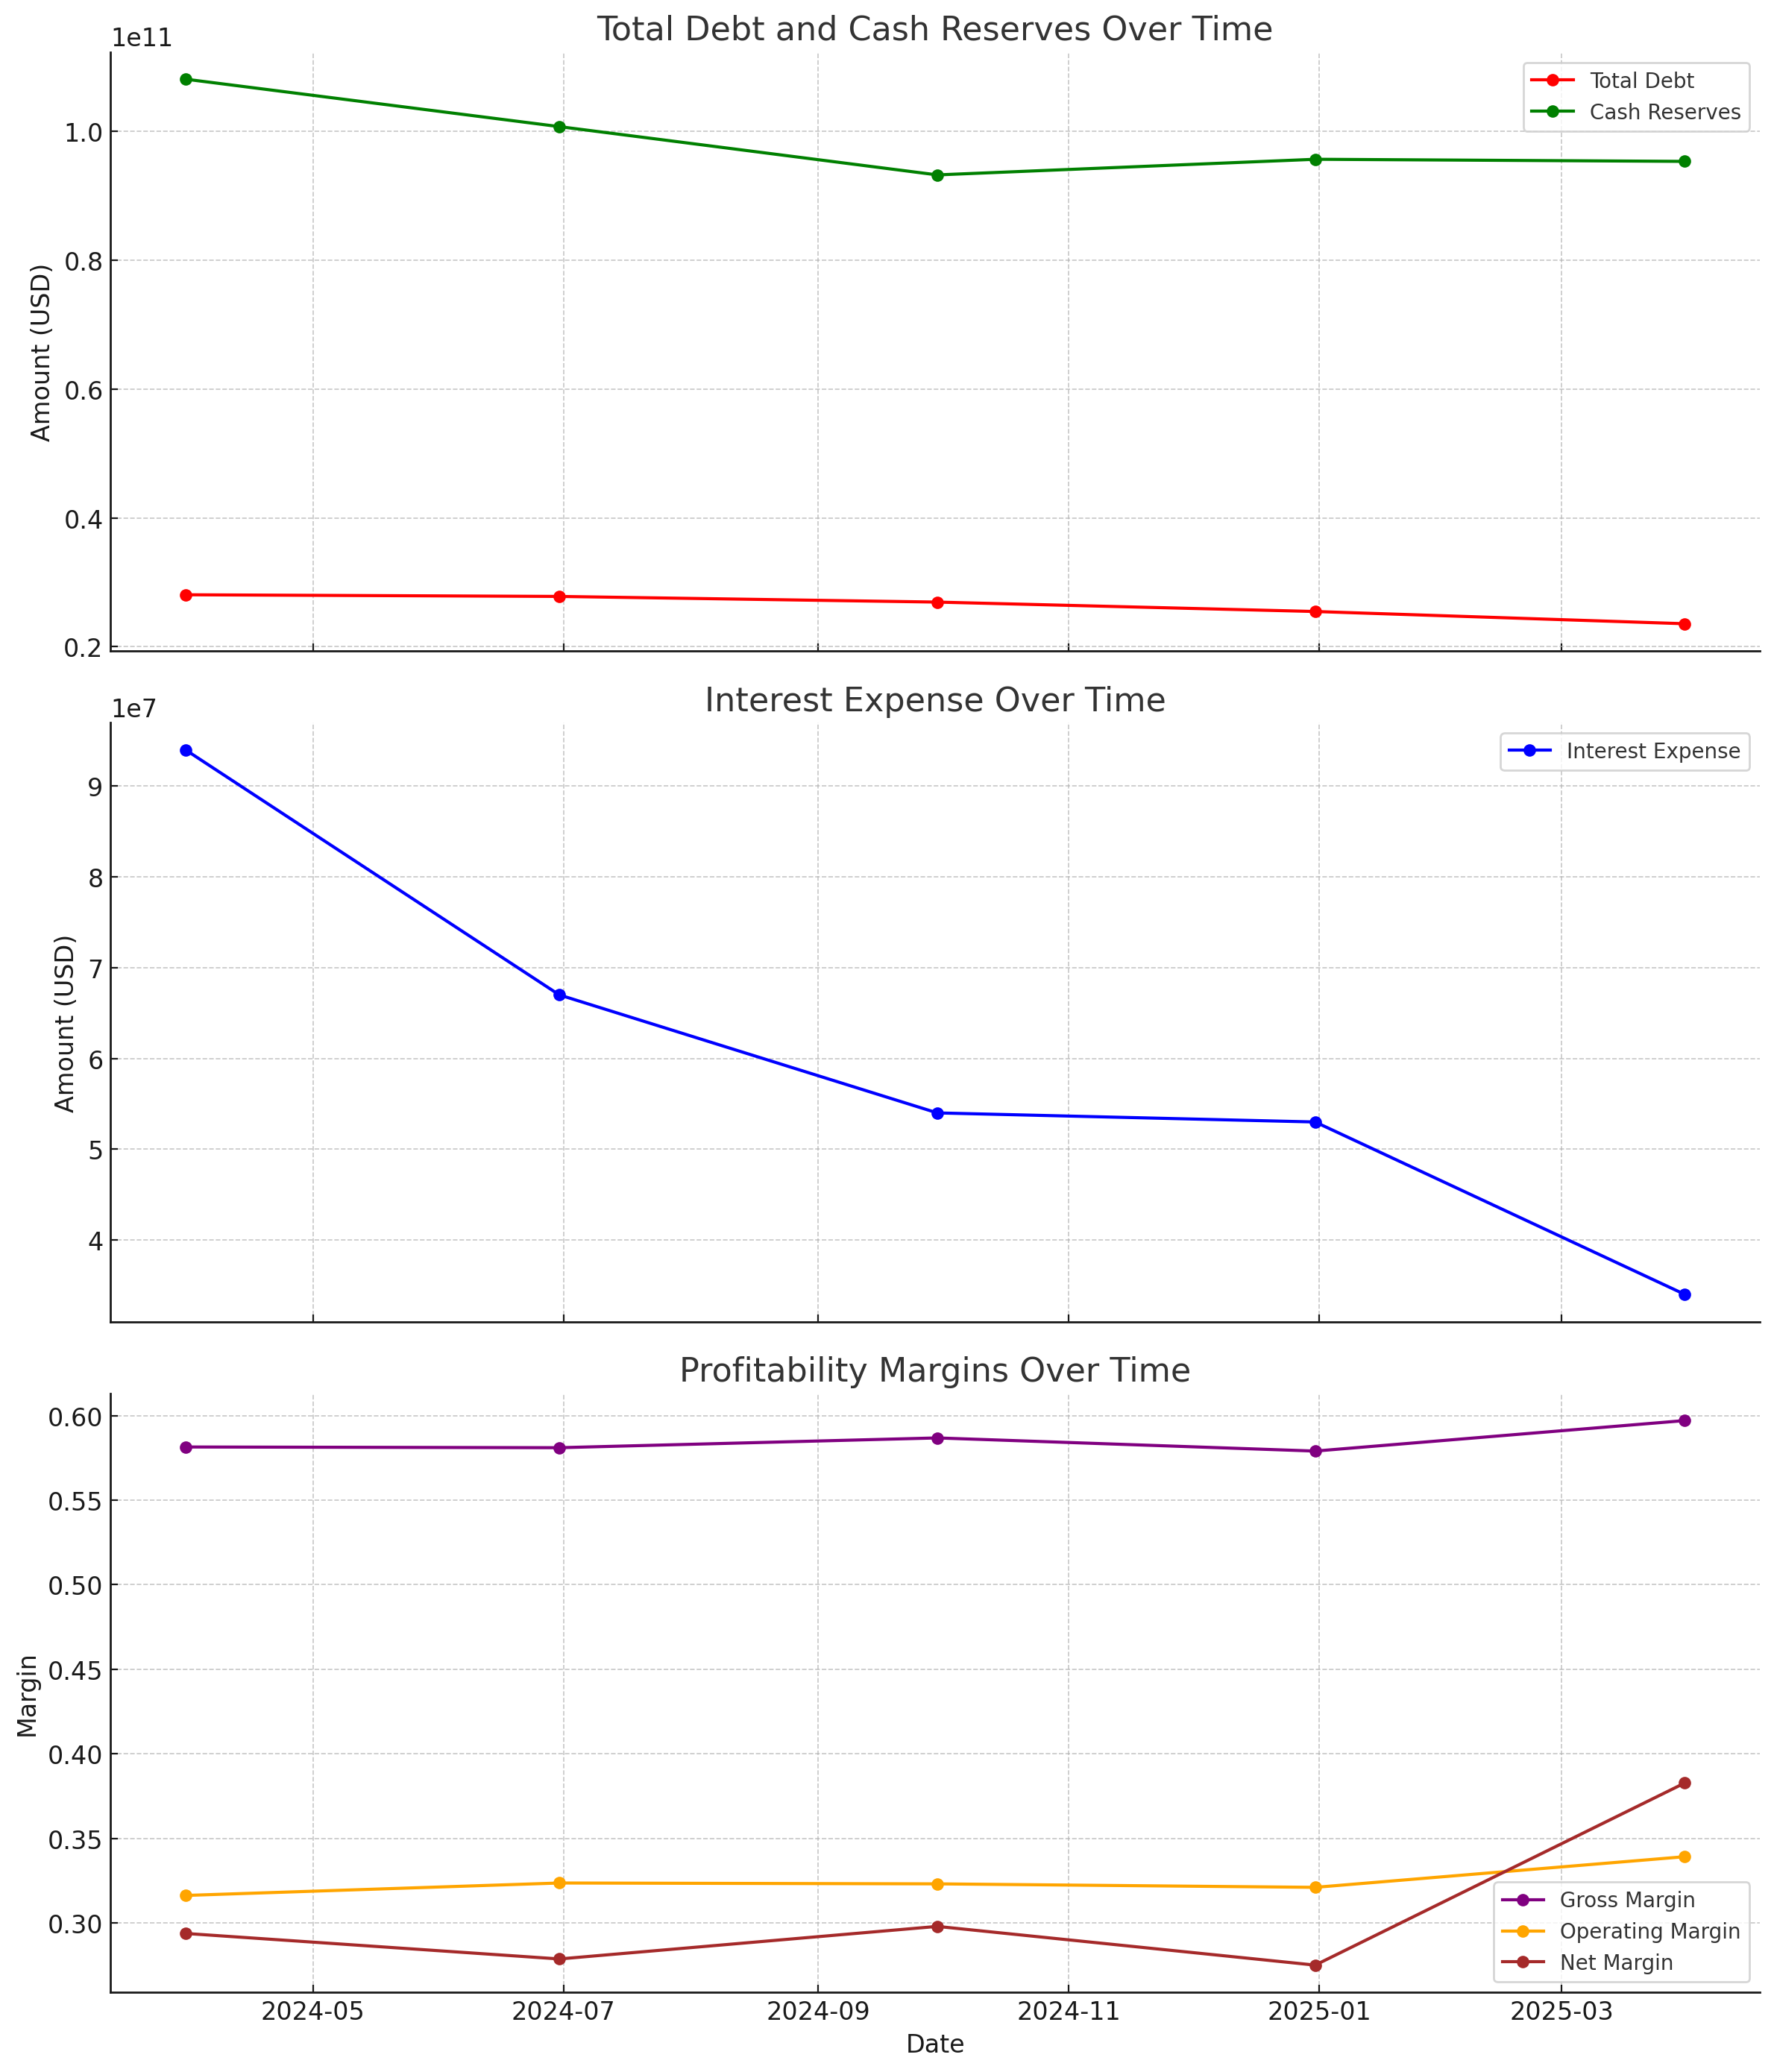 Total Debt and Cash Reserves Over Time
1e11
Total Debt
Cash Reserves
1.0
0.8
0.6
0.4
0.2
Amount (USD)
Interest Expense Over Time
1e7
Interest Expense
9
8
7
6
5
4
Amount (USD)
Profitability Margins Over Time
0.60
0.55
0.50
0.45
0.40
0.35
0.30
Margin
Gross Margin
Operating Margin
Net Margin
2024-05
2024-07
2024-09
2024-11
2025-01
2025-03
Date